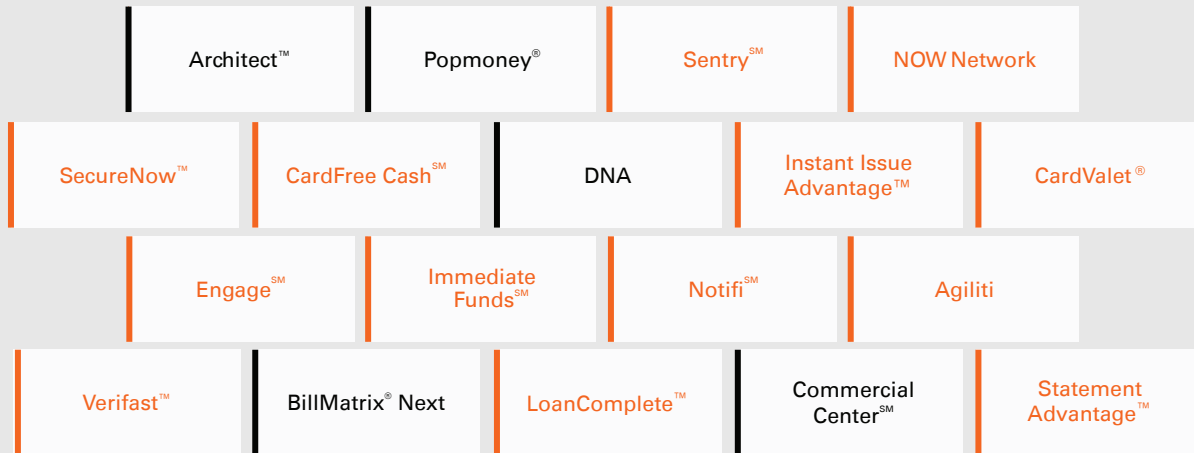 Architect™
Popmoney®
Sentry℠
NOW Network
SecureNow™
CardFree Cash℠
DNA
Instant Issue
Advantage™
CardValet®
Engage℠
Immediate
Funds℠
Notifi℠
Agiliti
Verifast™
BillMatrix® Next
LoanComplete™
Commercial
Center℠
Statement
Advantage™